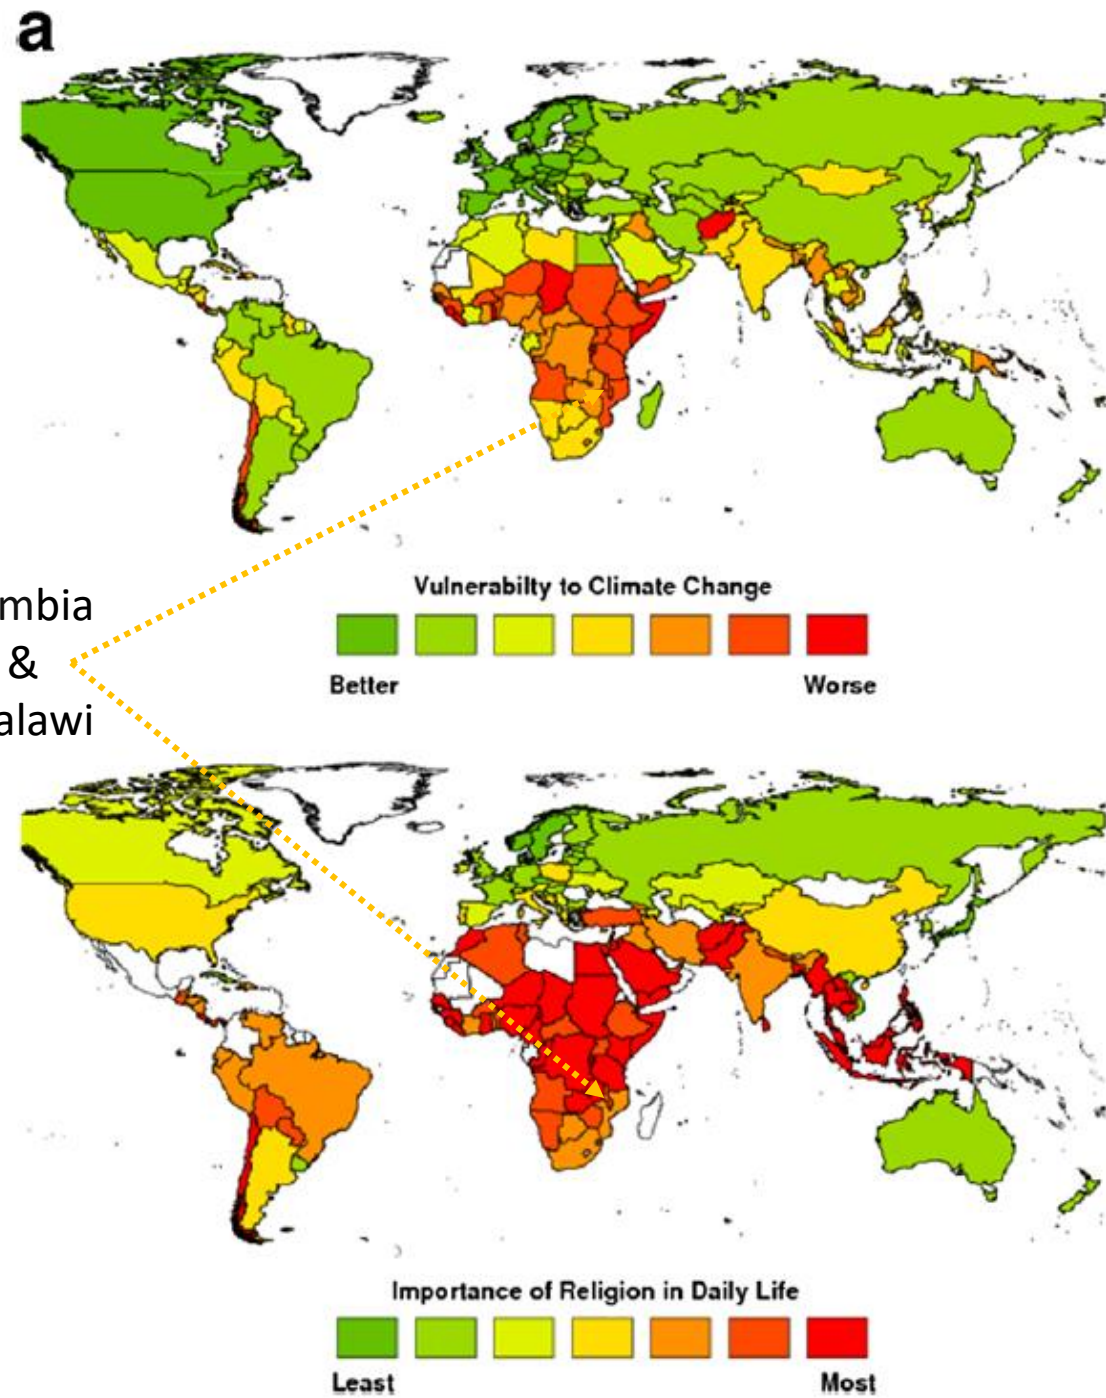 a
Vulnerabilty to Climate Change
Better Worse
mbia
&
alawi
Importance of Religion in Daily Life
Least Most